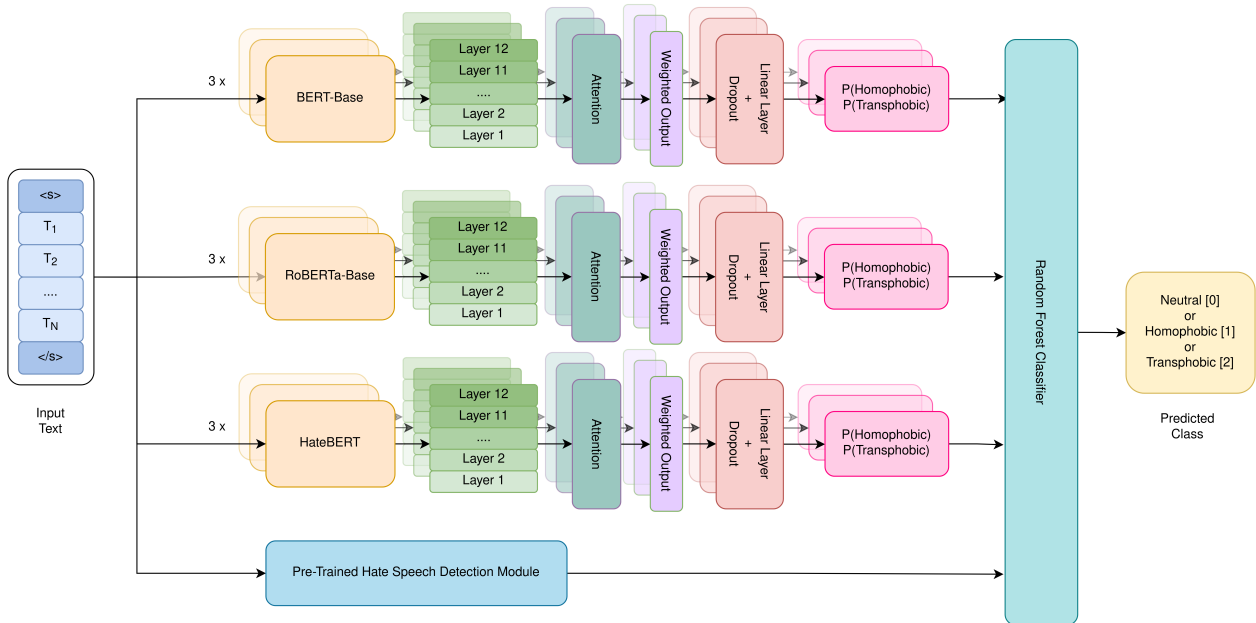 <s>
T1
T2
....
TN
</s>
Input
Text
3 x
BERT-Base
Layer 12
Layer 11
....
Layer 2
Layer 1
Attention
Weighted Output
Linear Layer
+
Dropout
P(Homophobic)
P(Transphobic)
3 x
RoBERTa-Base
Layer 12
Layer 11
....
Layer 2
Layer 1
Attention
Weighted Output
Linear Layer
+
Dropout
P(Homophobic)
P(Transphobic)
3 x
HateBERT
Layer 12
Layer 11
....
Layer 2
Layer 1
Attention
Weighted Output
Linear Layer
+
Dropout
P(Homophobic)
P(Transphobic)
Pre-Trained Hate Speech Detection Module
Random Forest Classifier
Neutral [0]
or
Homophobic [1]
or
Transphobic [2]
Predicted
Class